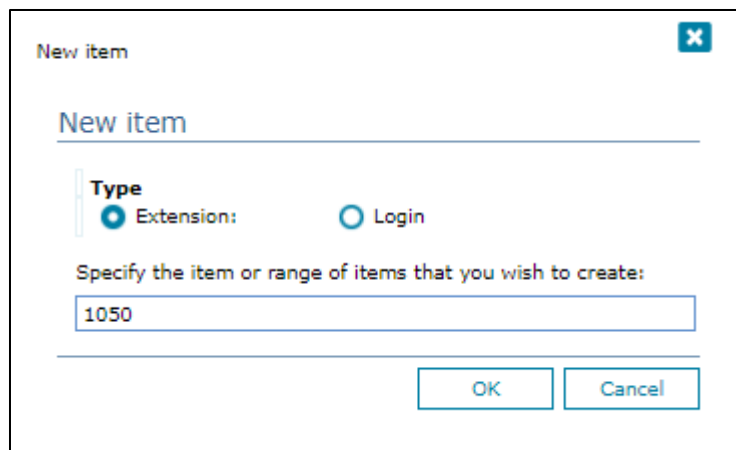 New item
New item
Type
Extension:
Login
Specify the item or range of items that you wish to create:
1050
OK
Cancel